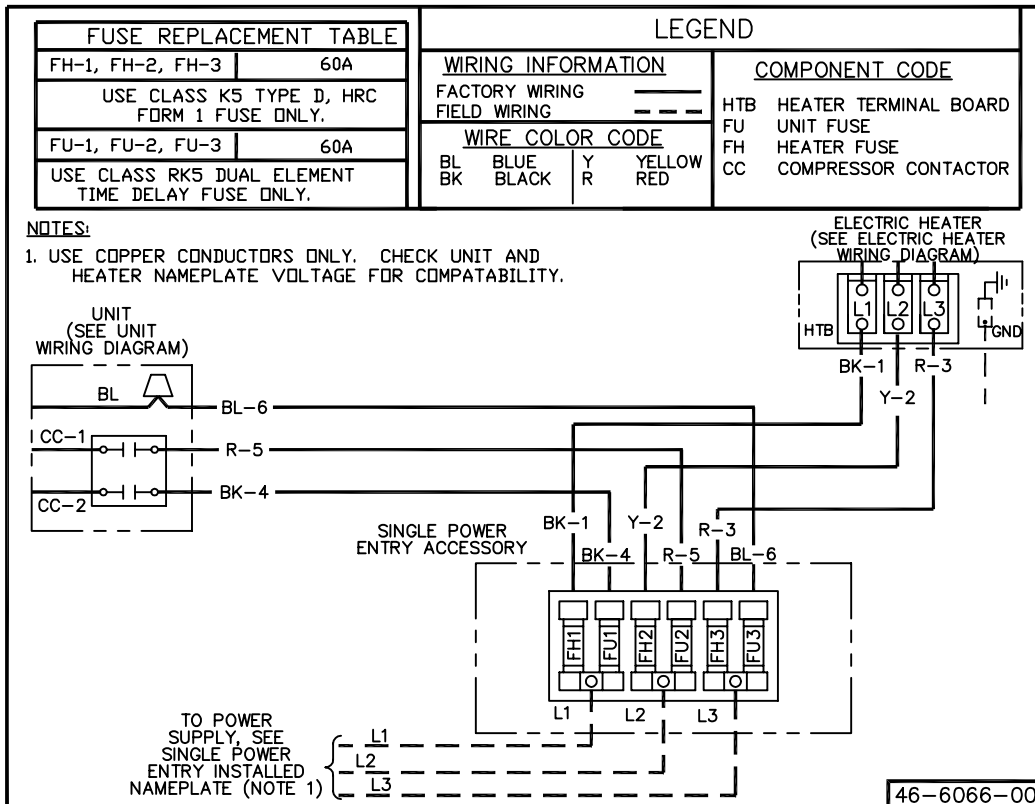 FUSE REPLACEMENT TABLE
FH-1, FH-2, FH-3 60A
USE CLASS K5 TYPE D, HRC
FORM 1 FUSE ONLY.
FU-1, FU-2, FU-3 60A
USE CLASS RK5 DUAL ELEMENT
TIME DELAY FUSE ONLY.
LEGEND
WIRING INFORMATION
FACTORY WIRING
FIELD WIRING
WIRE COLOR CODE
BL BLUE Y YELLOW
BK BLACK R RED
COMPONENT CODE
HTB HEATER TERMINAL BOARD
FU UNIT FUSE
FH HEATER FUSE
CC COMPRESSOR CONTACTOR
NOTES:
1. USE COPPER CONDUCTORS ONLY. CHECK UNIT AND
HEATER NAMEPLATE VOLTAGE FOR COMPATABILITY.
ELECTRIC HEATER
(SEE ELECTRIC HEATER
WIRING DIAGRAM)
L1 L2 L3
HTB
GND
BK-1 R-3
Y-2
UNIT
(SEE UNIT
WIRING DIAGRAM)
BL BL-6
CC-1 R-5
CC-2 BK-4
SINGLE POWER
ENTRY ACCESSORY
BK-1 Y-2 R-3
BK-4 R-5 BL-6
FH1 FU1 FH2 FU2 FH3 FU3
L1 L2 L3
TO POWER
SUPPLY, SEE
SINGLE POWER
ENTRY INSTALLED
NAMEPLATE (NOTE 1)
L1
L2
L3
46-6066-00